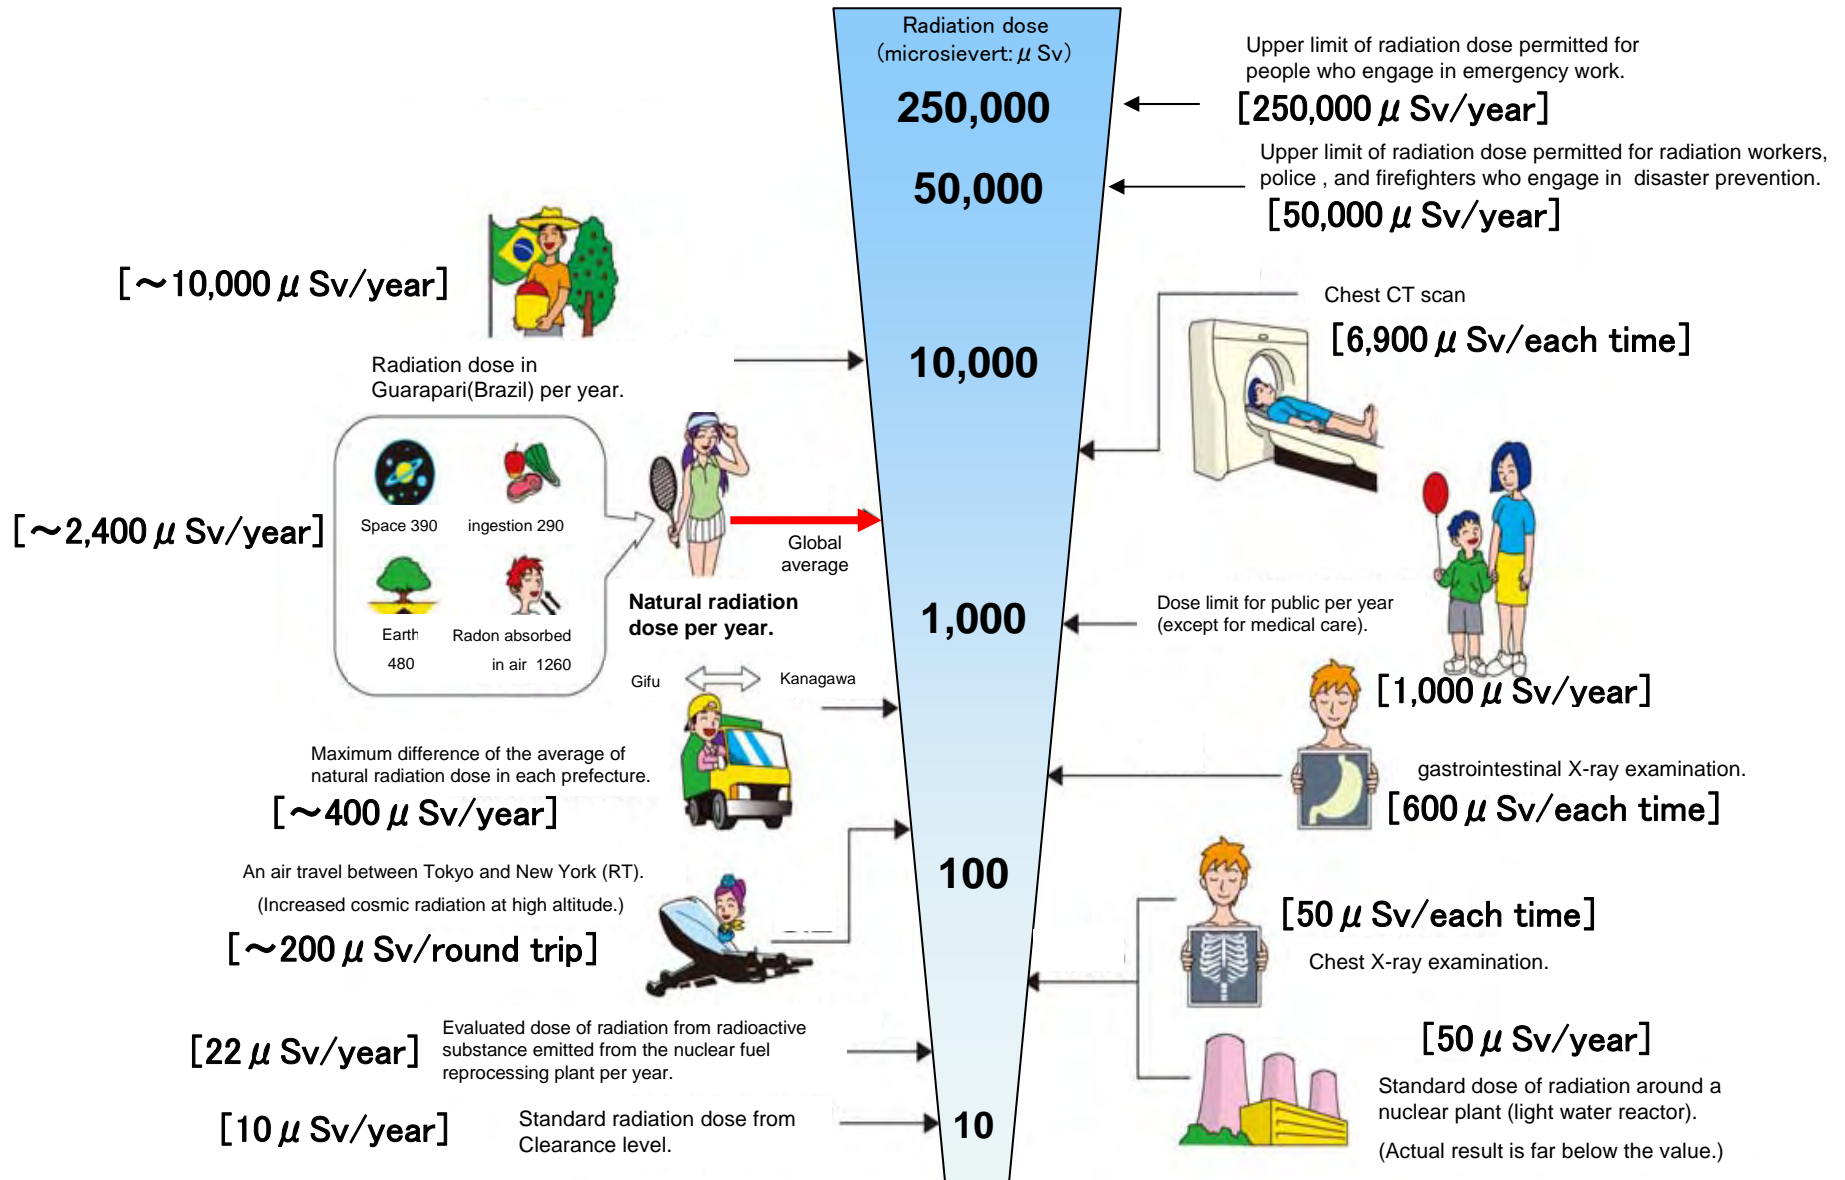 Radiation dose
(microsievert: μ Sv)
250,000
50,000
10,000
1,000
100
10
Upper limit of radiation dose permitted for
people who engage in emergency work.
[250,000 μ Sv/year]
Upper limit of radiation dose permitted for radiation workers,
police , and firefighters who engage in disaster prevention.
[50,000 μ Sv/year]
[~10,000 μ Sv/year]
Radiation dose in
Guarapari(Brazil) per year.
Chest CT scan
[6,900 μ Sv/each time]
[~2,400 μ Sv/year]
Space 390
ingestion 290
Earth
480
Radon absorbed
in air 1260
Global
average
Natural radiation
dose per year.
Dose limit for public per year
(except for medical care).
[1,000 μ Sv/year]
Gifu
Kanagawa
Maximum difference of the average of
natural radiation dose in each prefecture.
[~400 μ Sv/year]
gastrointestinal X-ray examination.
[600 μ Sv/each time]
An air travel between Tokyo and New York (RT).
(Increased cosmic radiation at high altitude.)
[~200 μ Sv/round trip]
[50 μ Sv/each time]
Chest X-ray examination.
[22 μ Sv/year]
Evaluated dose of radiation from radioactive
substance emitted from the nuclear fuel
reprocessing plant per year.
[50 μ Sv/year]
Standard dose of radiation around a
nuclear plant (light water reactor).
(Actual result is far below the value.)
[10 μ Sv/year]
Standard radiation dose from
Clearance level.